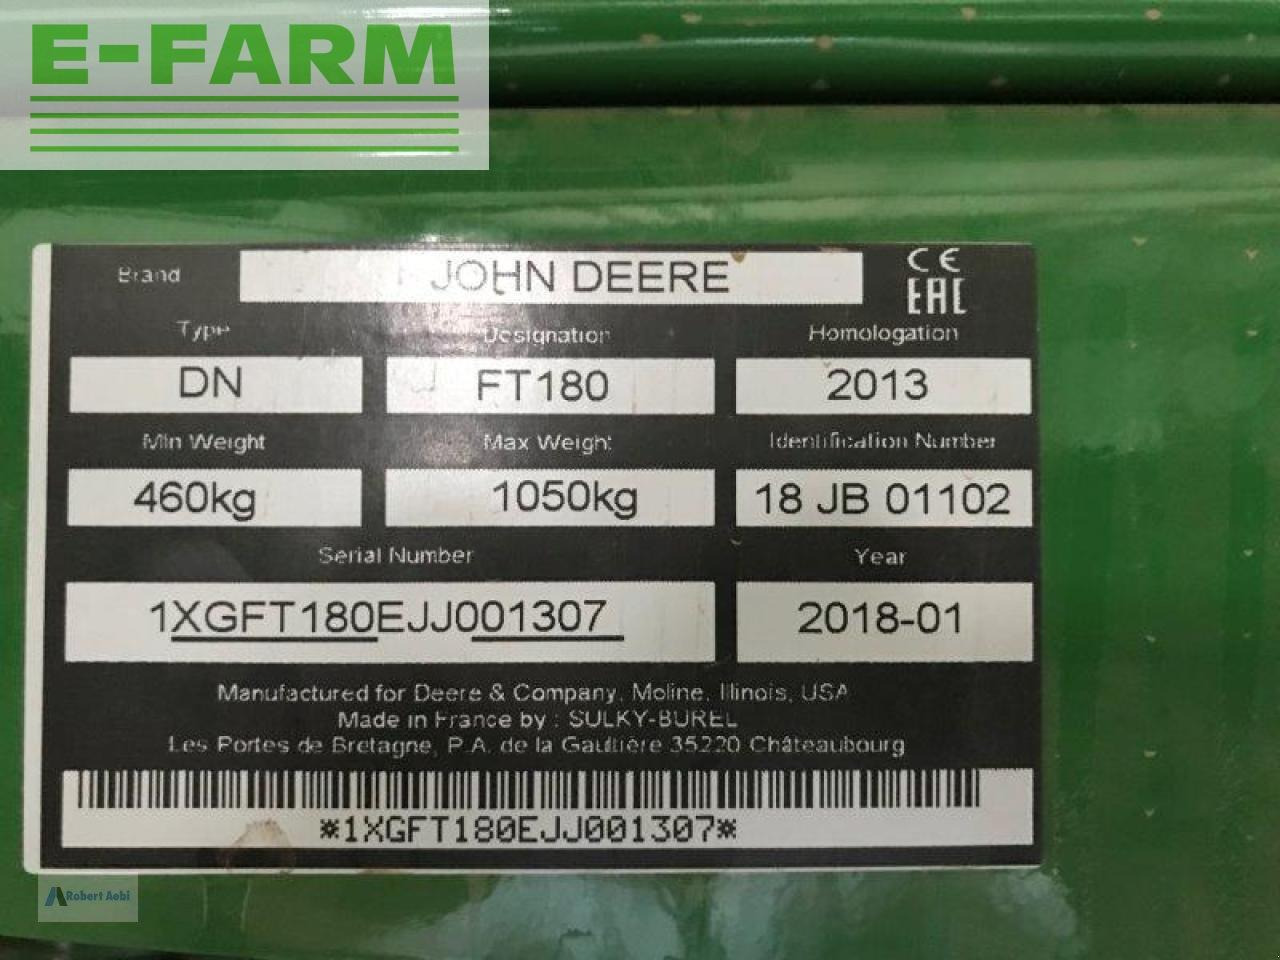 E-FARM
Brand JOHN DEERE CE
EAC
Type Designation Homologation
DN FT180 2013
Min Weight Max Weight Identification Number
460kg 1050kg 18 JB 01102
Serial Number Year
1XGFT180EJJ001307 2018-01
Manufactured for Deere & Company, Moline, Illinois, USA
Made in France by : SULKY-BUREL
Les Portes de Bretagne, P.A. de la Gaultière 35220 Châteaubourg
*1XGFT180EJJ001307*
Robert Aebi